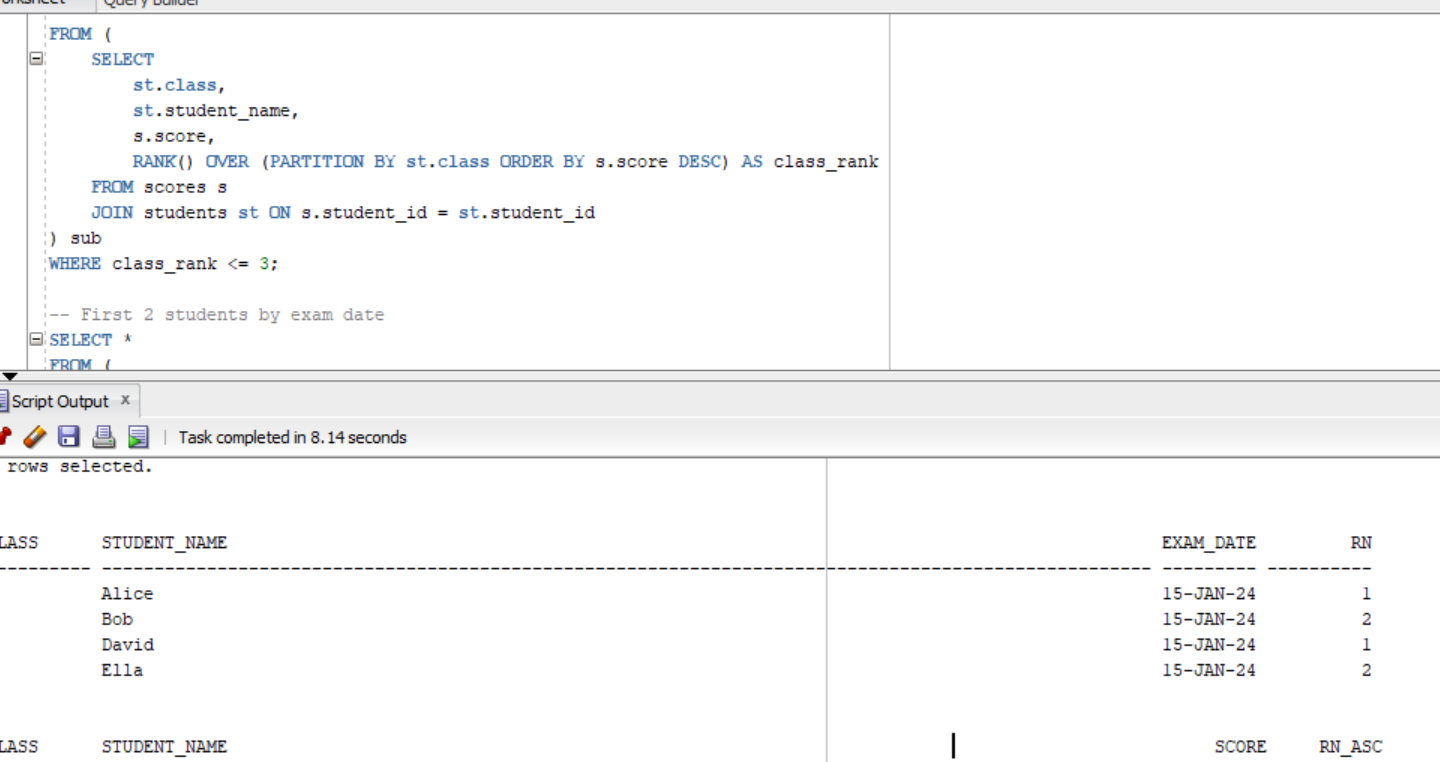 Query Builder
FROM (
SELECT
st.class,
st.student_name,
s.score,
RANK() OVER (PARTITION BY st.class ORDER BY s.score DESC) AS class_rank
FROM scores s
JOIN students st ON s.student_id = st.student_id
) sub
WHERE class_rank <= 3;
-- First 2 students by exam date
SELECT *
FROM (
Script Output x
Task completed in 8.14 seconds
rows selected.
LASS STUDENT_NAME EXAM_DATE RN
---------- ---------------------------------------------------------------------------------------------------- --------- ----------
Alice 15-JAN-24 1
Bob 15-JAN-24 2
David 15-JAN-24 1
Ella 15-JAN-24 2
LASS STUDENT_NAME SCORE RN_ASC